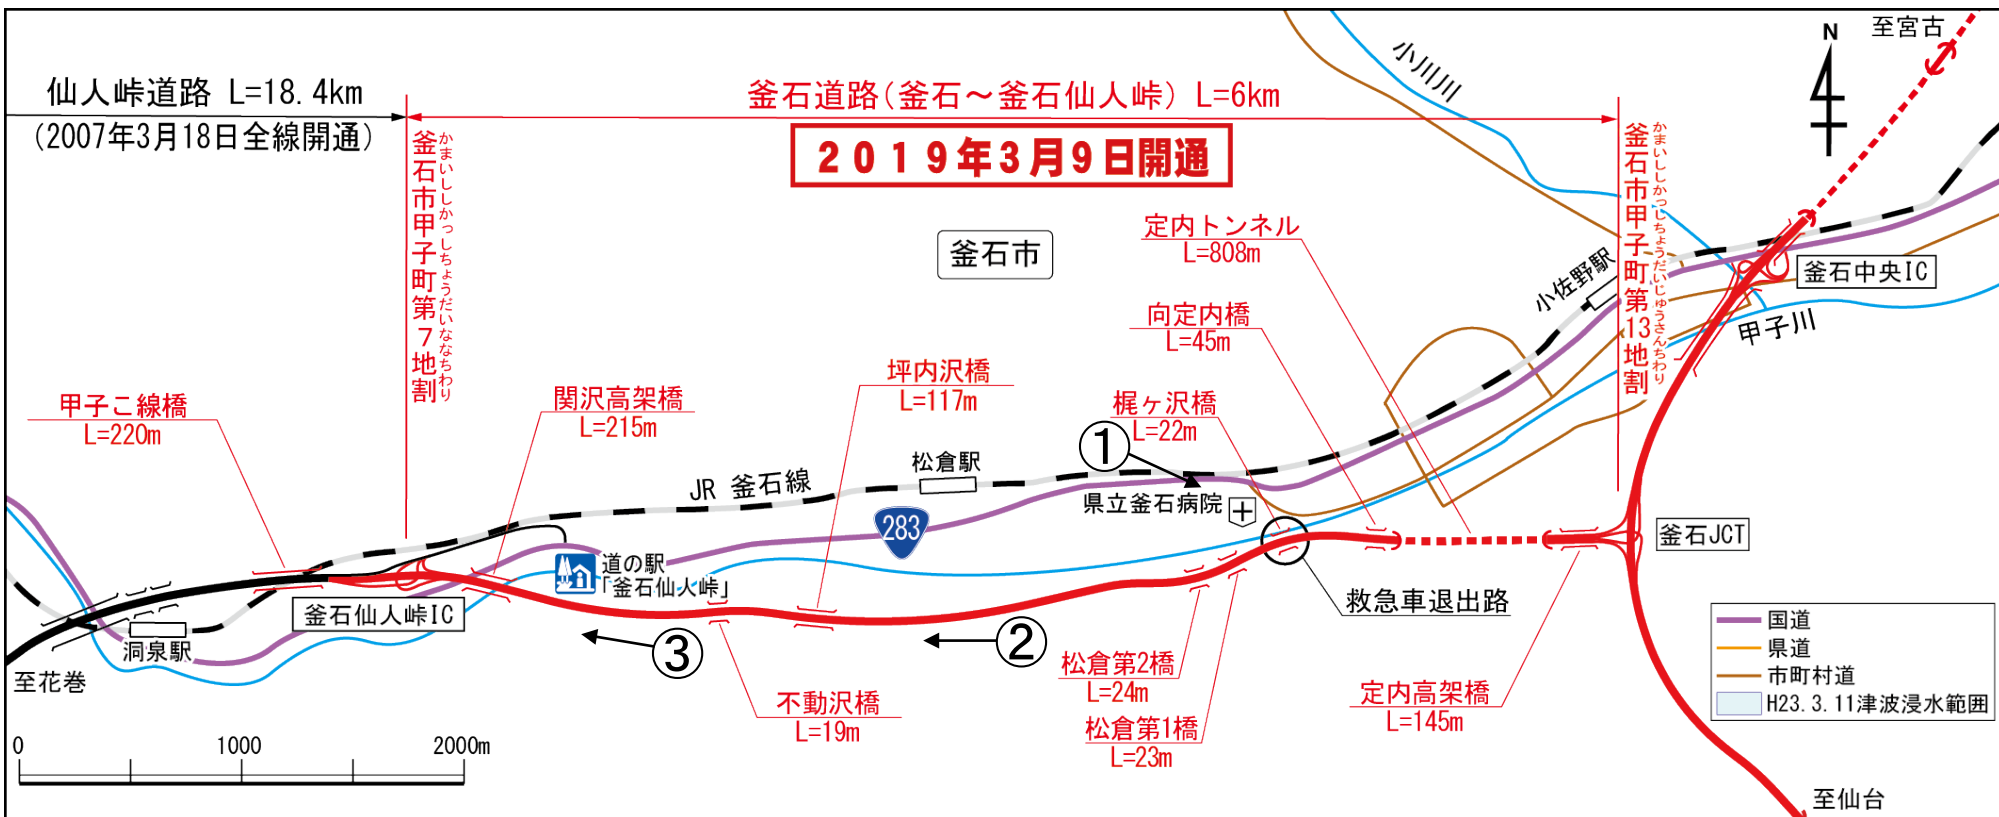 仙人峠道路 L=18.4km
(2007年3月18日全線開通)
釜石道路(釜石～釜石仙人峠) L=6km
2019年3月9日開通
至宮古
N
小川川
釜石市甲子町第7地割
かまいししかっしちょうだいななちわり
釜石市甲子町第13地割
かまいししかっしちょうだいじゅうさんちわり
釜石市
定内トンネル
L=808m
小佐野駅
釜石中央IC
甲子川
向定内橋
L=45m
坪内沢橋
L=117m
関沢高架橋
L=215m
甲子こ線橋
L=220m
梶ヶ沢橋
L=22m
①
松倉駅
JR 釜石線
県立釜石病院
283
釜石JCT
道の駅
「釜石仙人峠」
釜石仙人峠IC
救急車退出路
洞泉駅
至花巻
③
②
松倉第2橋
L=24m
松倉第1橋
L=23m
不動沢橋
L=19m
定内高架橋
L=145m
国道
県道
市町村道
H23.3.11津波浸水範囲
0 1000 2000m
至仙台